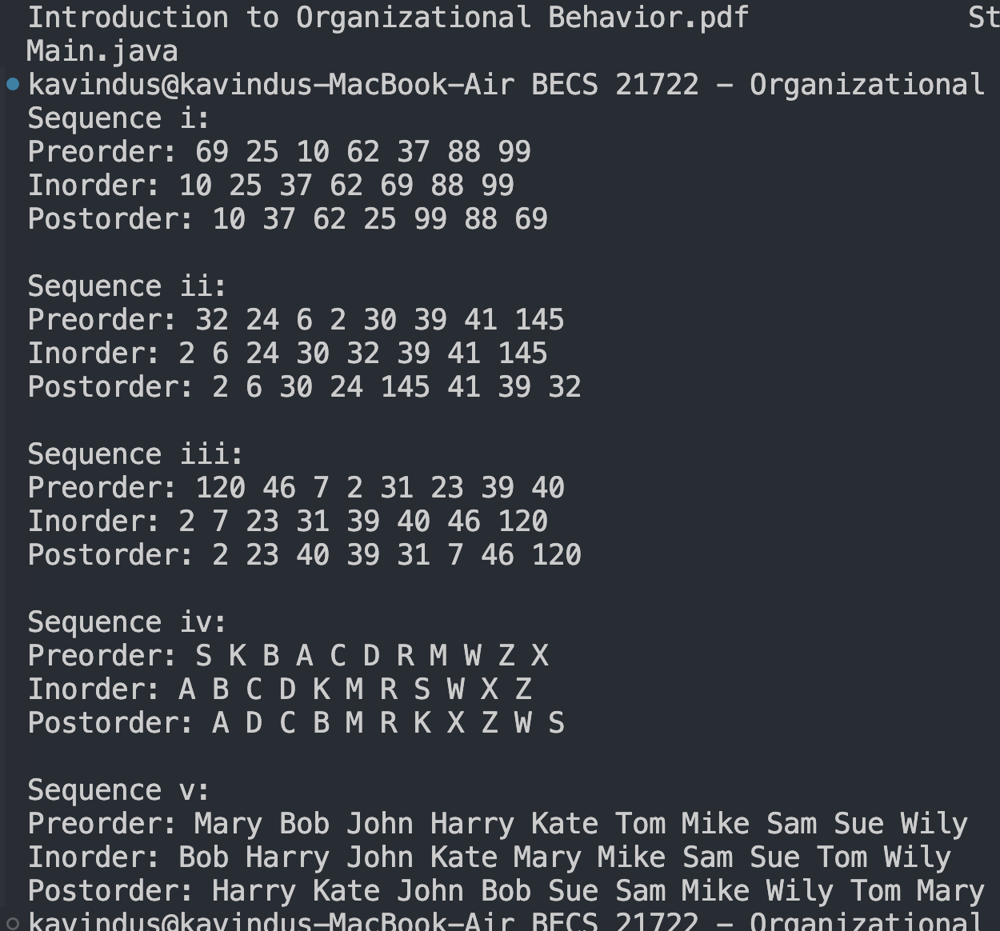 Introduction to Organizational Behavior.pdf St
Main.java
kavindus@kavindus-MacBook-Air BECS 21722 - Organizational
Sequence i:
Preorder: 69 25 10 62 37 88 99
Inorder: 10 25 37 62 69 88 99
Postorder: 10 37 62 25 99 88 69
Sequence ii:
Preorder: 32 24 6 2 30 39 41 145
Inorder: 2 6 24 30 32 39 41 145
Postorder: 2 6 30 24 145 41 39 32
Sequence iii:
Preorder: 120 46 7 2 31 23 39 40
Inorder: 2 7 23 31 39 40 46 120
Postorder: 2 23 40 39 31 7 46 120
Sequence iv:
Preorder: S K B A C D R M W Z X
Inorder: A B C D K M R S W X Z
Postorder: A D C B M R K X Z W S
Sequence v:
Preorder: Mary Bob John Harry Kate Tom Mike Sam Sue Wily
Inorder: Bob Harry John Kate Mary Mike Sam Sue Tom Wily
Postorder: Harry Kate John Bob Sue Sam Mike Wily Tom Mary
kavindus@kavindus-MacBook-Air BECS 21722 - Organizational